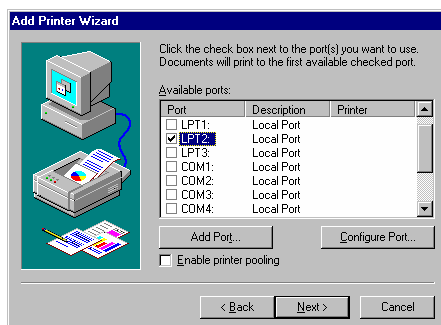 Add Printer Wizard
Click the check box next to the port(s) you want to use.
Documents will print to the first available checked port.
Available ports:
Port Description Printer
LPT1: Local Port
LPT2: Local Port
LPT3: Local Port
COM1: Local Port
COM2: Local Port
COM3: Local Port
COM4: Local Port
Add Port... Configure Port...
Enable printer pooling
< Back Next > Cancel